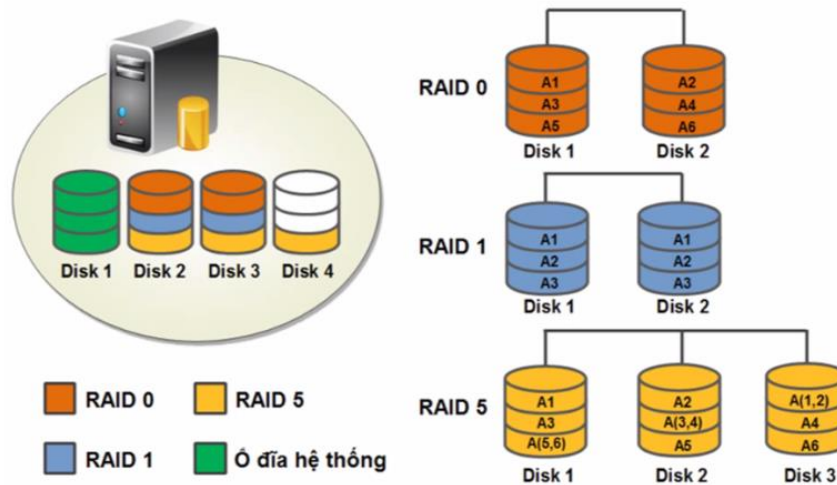 Disk 1
Disk 2
Disk 3
Disk 4
RAID 0
RAID 5
RAID 1
Ổ đĩa hệ thống
RAID 0
A1
A3
A5
Disk 1
A2
A4
A6
Disk 2
RAID 1
A1
A2
A3
Disk 1
A1
A2
A3
Disk 2
RAID 5
A1
A3
A(5,6)
Disk 1
A2
A(3,4)
A5
Disk 2
A(1,2)
A4
A6
Disk 3